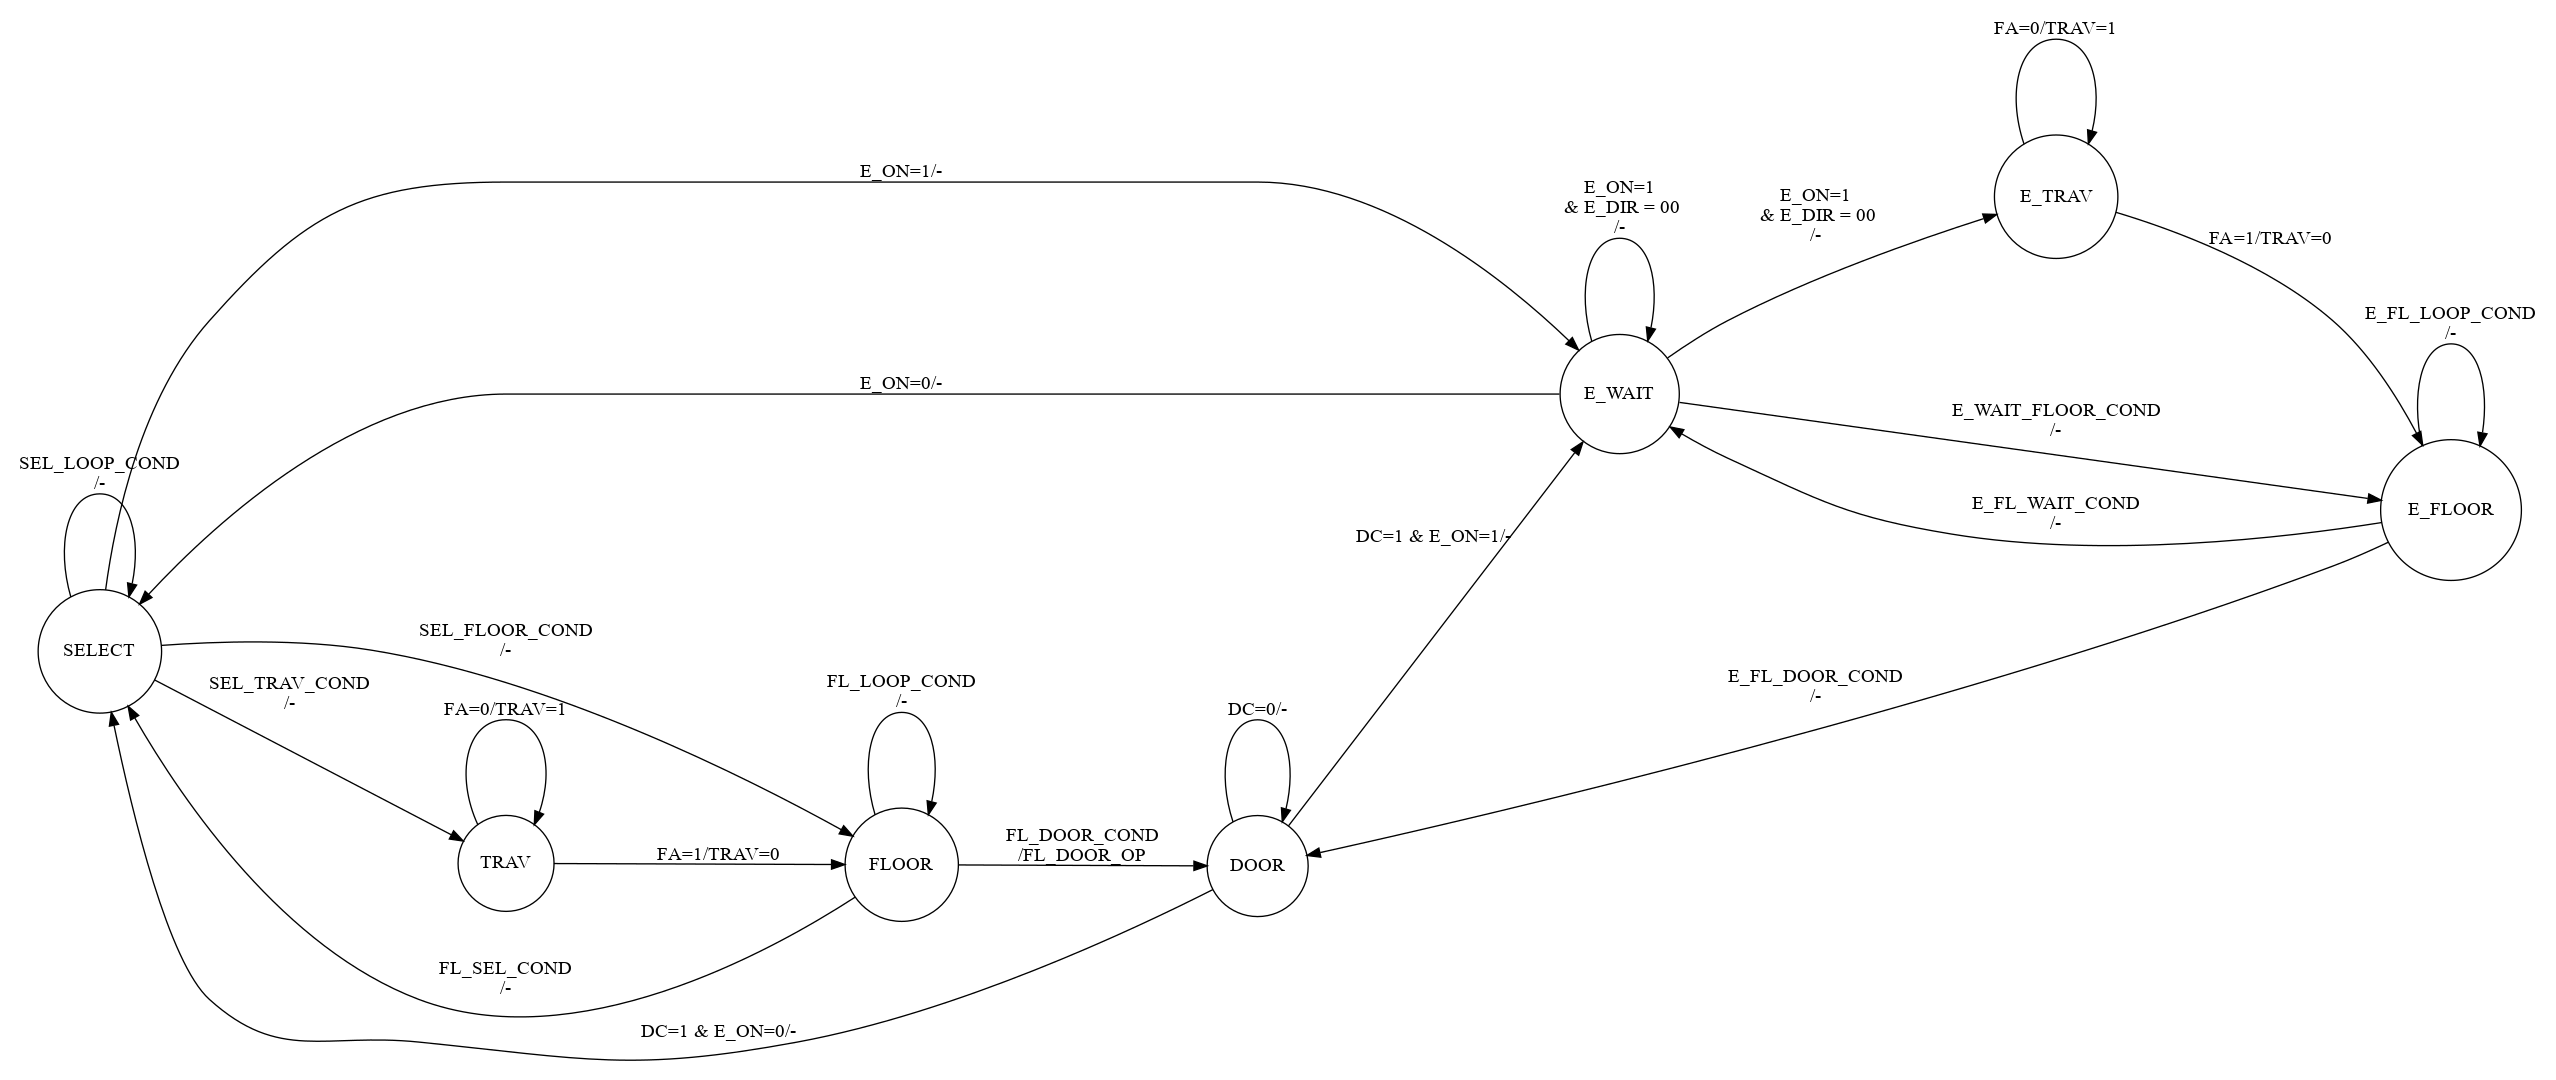 FA=0/TRAV=1
E_TRAV
E_ON=1/-
E_ON=1
& E_DIR = 00
/-
E_ON=1
& E_DIR = 00
/-
FA=1/TRAV=0
E_FL_LOOP_COND
/-
E_ON=0/-
E_WAIT
E_WAIT_FLOOR_COND
/-
SEL_LOOP_COND
/-
E_FL_WAIT_COND
/-
E_FLOOR
DC=1 & E_ON=1/-
SELECT
SEL_FLOOR_COND
/-
SEL_TRAV_COND
/-
FL_LOOP_COND
/-
E_FL_DOOR_COND
/-
FA=0/TRAV=1
DC=0/-
TRAV
FA=1/TRAV=0
FLOOR
FL_DOOR_COND
/FL_DOOR_OP
DOOR
FL_SEL_COND
/-
DC=1 & E_ON=0/-